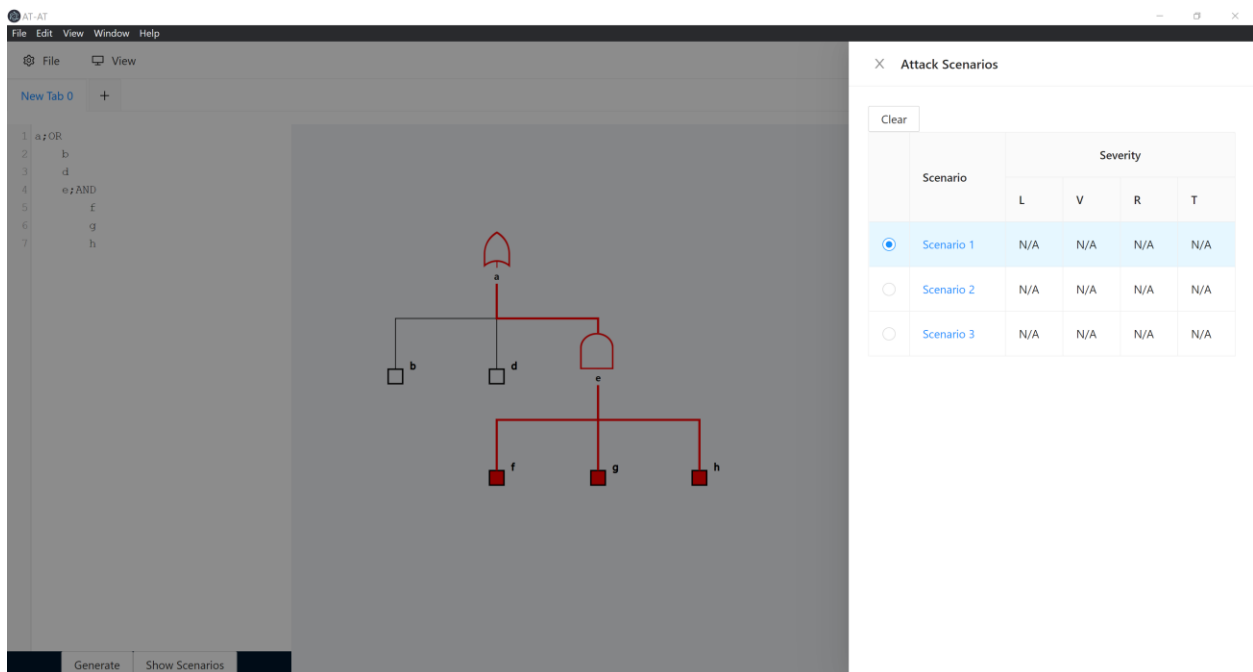 AT-AT
File Edit View Window Help
File View
New Tab 0 +
1 a;OR
2 b
3 d
4 e;AND
5 f
6 g
7 h
a
b
d
e
f
g
h
Generate Show Scenarios
Attack Scenarios
Clear
Scenario Severity
L V R T
Scenario 1 N/A N/A N/A N/A
Scenario 2 N/A N/A N/A N/A
Scenario 3 N/A N/A N/A N/A